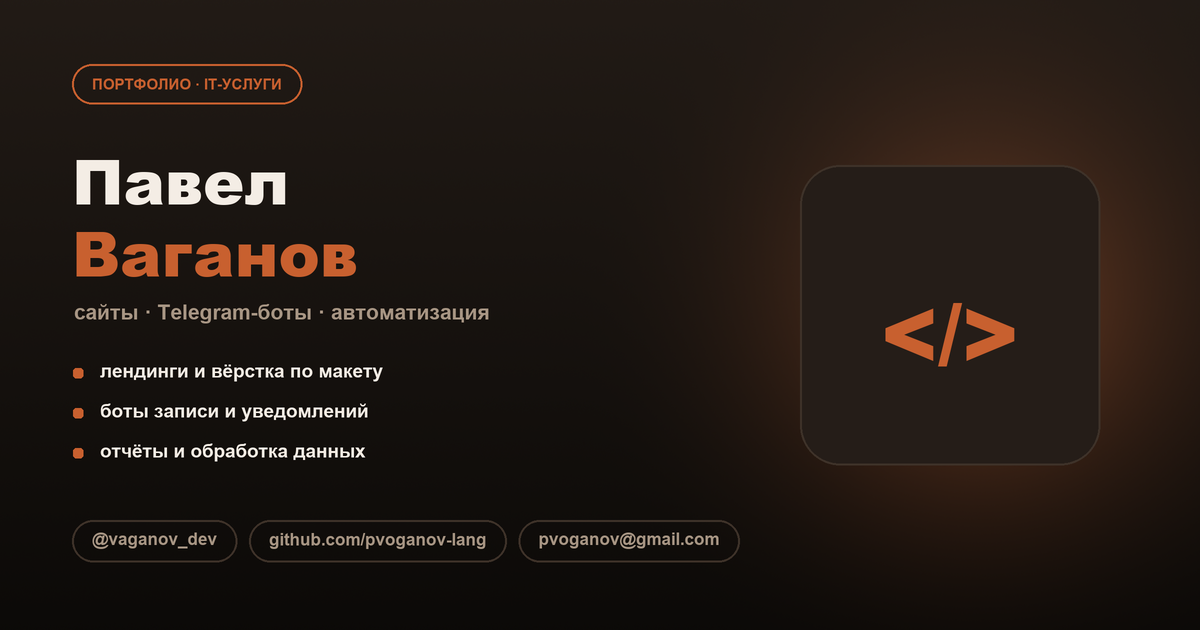 ПОРТФОЛИО · IT-УСЛУГИ
Павел
Ваганов
сайты · Telegram-боты · автоматизация
лендинги и вёрстка по макету
боты записи и уведомлений
отчёты и обработка данных
</>
@vaganov_dev
github.com/pvoganov-lang
pvoganov@gmail.com